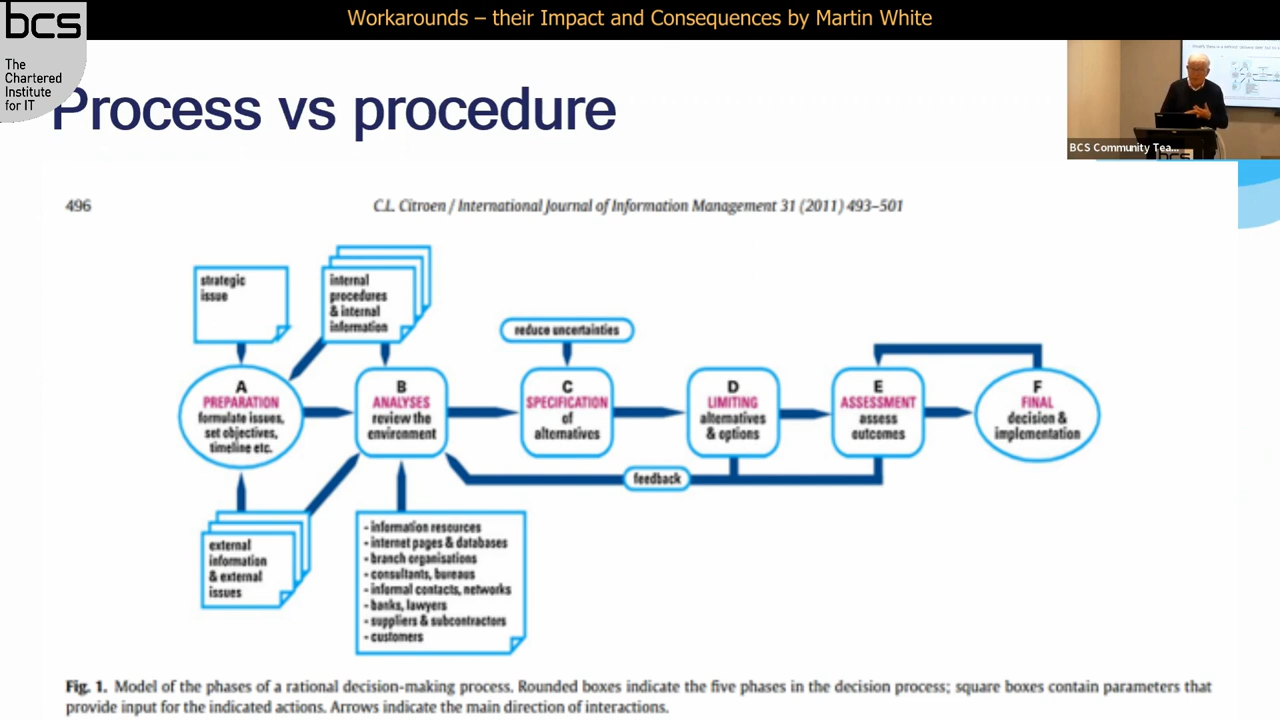 Workarounds – their Impact and Consequences by Martin White
bcs
The
Chartered
Institute
for IT
Process vs procedure
BCS Community Tea...
bcs
496
C.L. Citroen / International Journal of Information Management 31 (2011) 493–501
strategic
issue
internal
procedures
& internal
information
reduce uncertainties
A
PREPARATION
formulate issues,
set objectives,
timeline etc.
B
ANALYSES
review the
environment
C
SPECIFICATION
of
alternatives
D
LIMITING
alternatives
& options
E
ASSESSMENT
assess
outcomes
F
FINAL
decision &
implementation
feedback
external
information
& external
issues
- information resources
- internet pages & databases
- branch organisations
- consultants, bureaus
- informal contacts, networks
- banks, lawyers
- suppliers & subcontractors
- customers
Fig. 1. Model of the phases of a rational decision-making process. Rounded boxes indicate the five phases in the decision process; square boxes contain parameters that
provide input for the indicated actions. Arrows indicate the main direction of interactions.